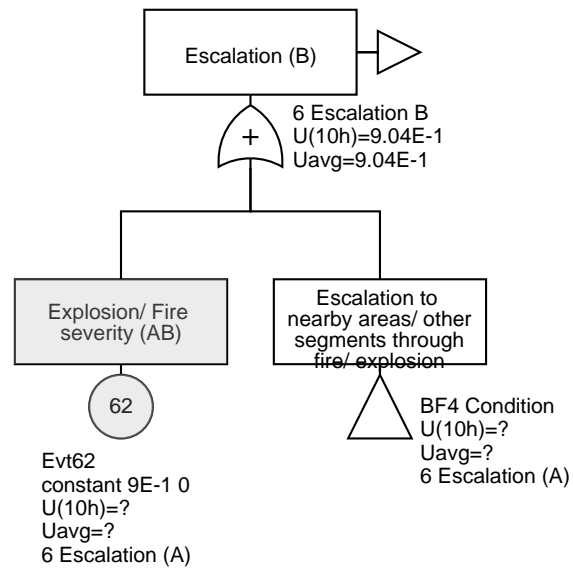 Escalation (B)
6 Escalation B
U(10h)=9.04E-1
Uavg=9.04E-1
+
Explosion/ Fire
severity (AB)
Escalation to
nearby areas/ other
segments through
fire/ explosion
62
BF4 Condition
U(10h)=?
Uavg=?
6 Escalation (A)
Evt62
constant 9E-1 0
U(10h)=?
Uavg=?
6 Escalation (A)